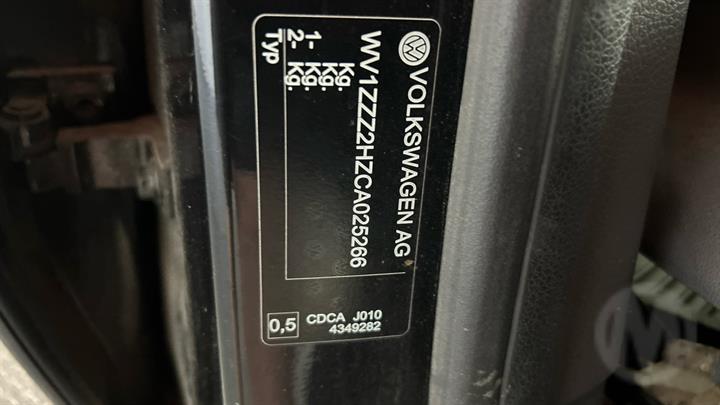 VOLKSWAGEN AG
WV1ZZZ2HZCA025266
kg.
1- kg.
2- kg.
Typ
0,5
CDCA J010
4349282